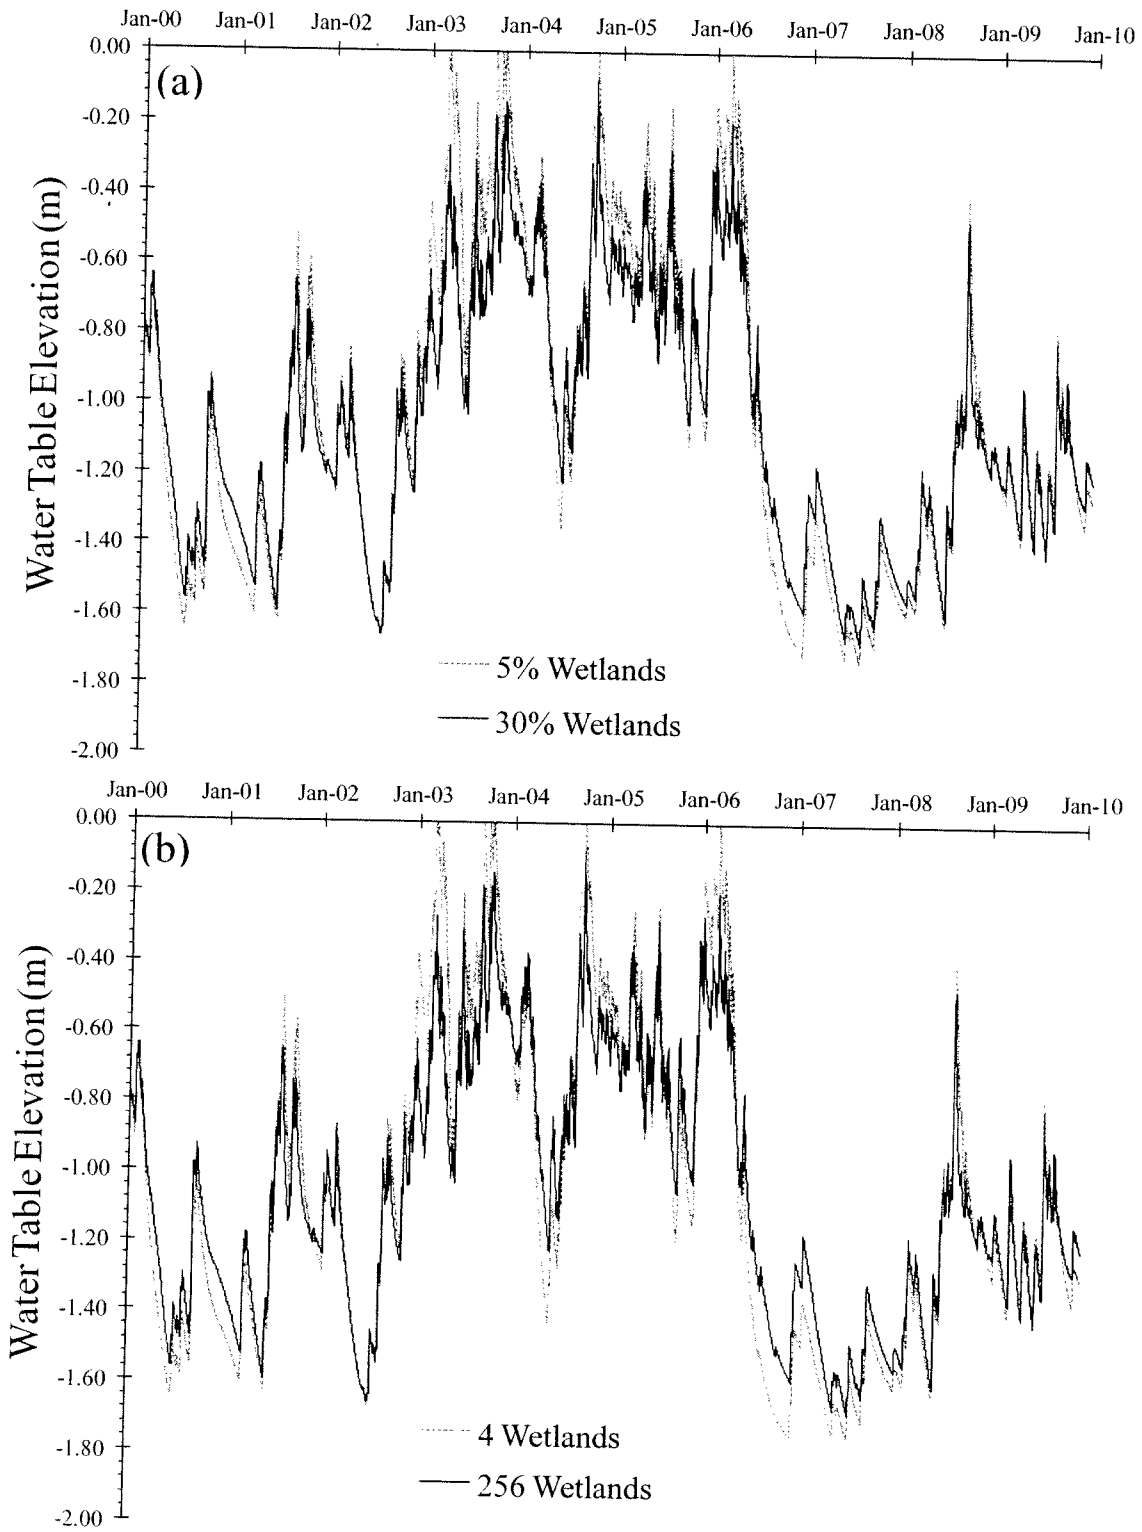 Jan-00 Jan-01 Jan-02 Jan-03 Jan-04 Jan-05 Jan-06 Jan-07 Jan-08 Jan-09 Jan-10
0.00
(a)
-0.20
-0.40
-0.60
-0.80
-1.00
-1.20
-1.40
-1.60
-1.80
-2.00
Water Table Elevation (m)
5% Wetlands
30% Wetlands
Jan-00 Jan-01 Jan-02 Jan-03 Jan-04 Jan-05 Jan-06 Jan-07 Jan-08 Jan-09 Jan-10
0.00
(b)
-0.20
-0.40
-0.60
-0.80
-1.00
-1.20
-1.40
-1.60
-1.80
-2.00
Water Table Elevation (m)
4 Wetlands
256 Wetlands